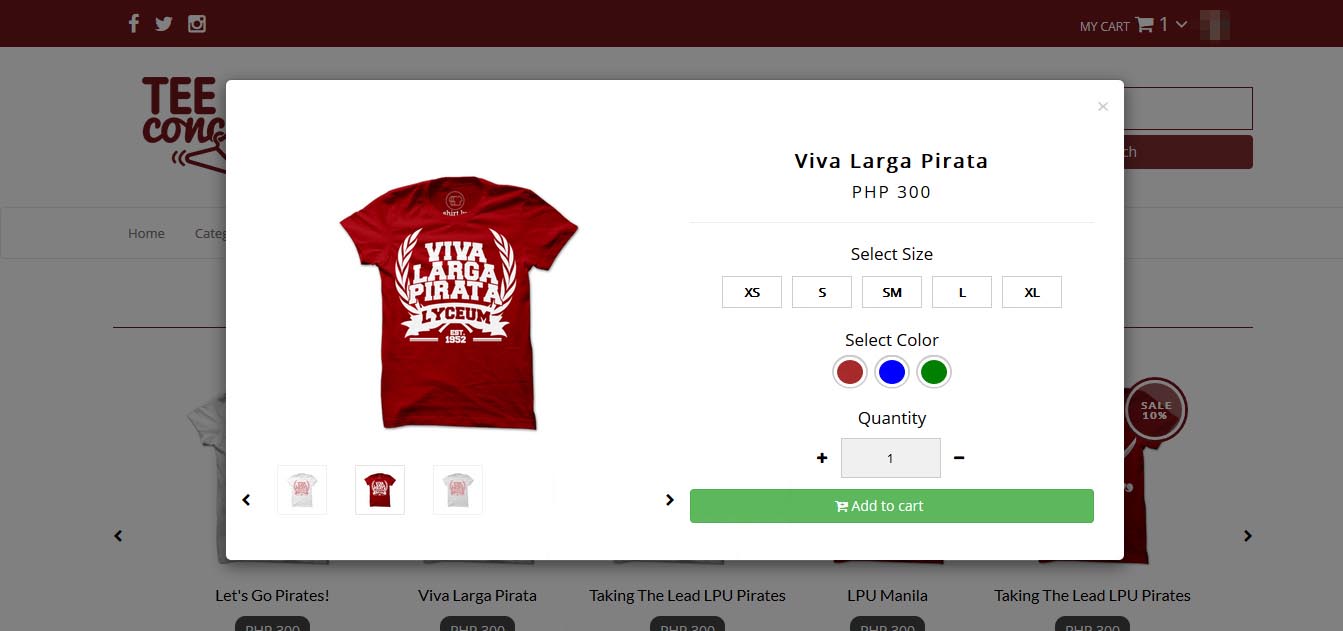 MY CART 1
TEE
CONC
ch
Home Categ
×
Viva Larga Pirata
PHP 300
VIVA
LARGA
PIRATA
LYCEUM
EST.
1952
Select Size
XS S SM L XL
Select Color
Quantity
+ 1 −
Add to cart
SALE
10%
Let's Go Pirates! Viva Larga Pirata Taking The Lead LPU Pirates LPU Manila Taking The Lead LPU Pirates
PHP 300 PHP 300 PHP 300 PHP 300 PHP 300